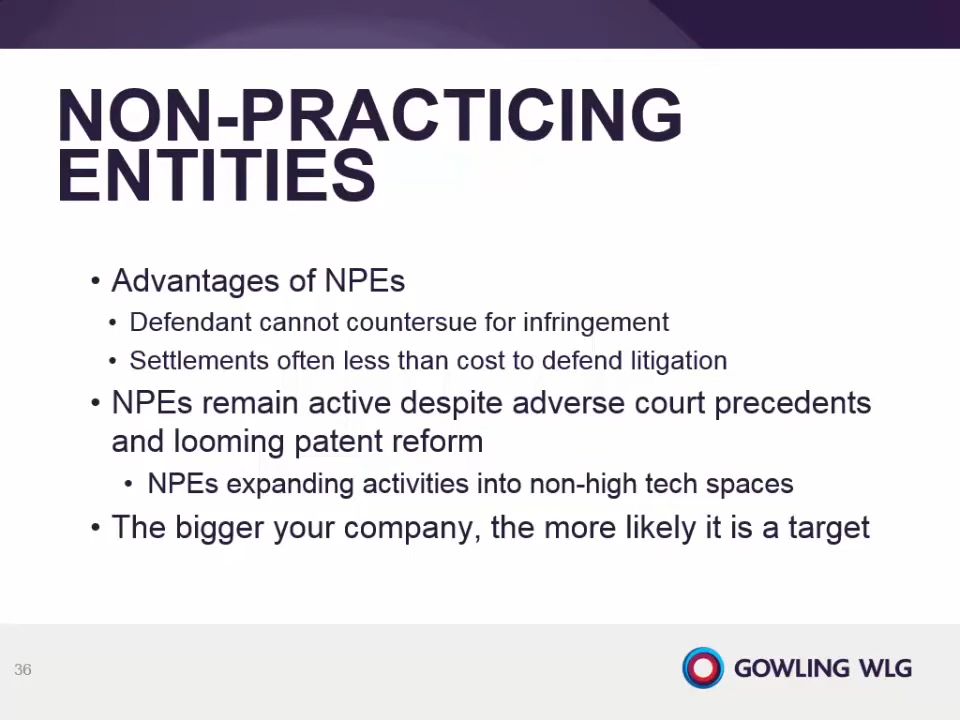 NON-PRACTICING
ENTITIES
• Advantages of NPEs
• Defendant cannot countersue for infringement
• Settlements often less than cost to defend litigation
• NPEs remain active despite adverse court precedents
and looming patent reform
• NPEs expanding activities into non-high tech spaces
• The bigger your company, the more likely it is a target
36
GOWLING WLG